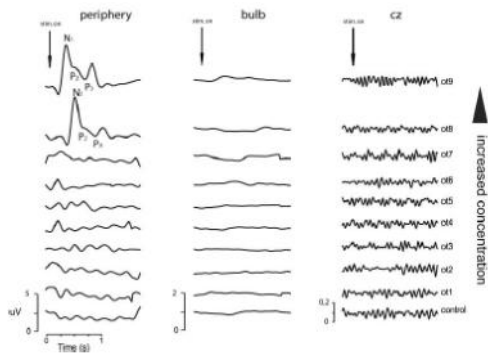 periphery
bulb
cz
stim.on
stim.on
stim.on
N₁
P₂
P₃
ot9
N₁
P₂
P₃
ot8
ot7
ot6
ot5
ot4
ot3
ot2
ot1
control
increased concentration
5
uV
0
2
0
0,2
0
0
1
Time (s)